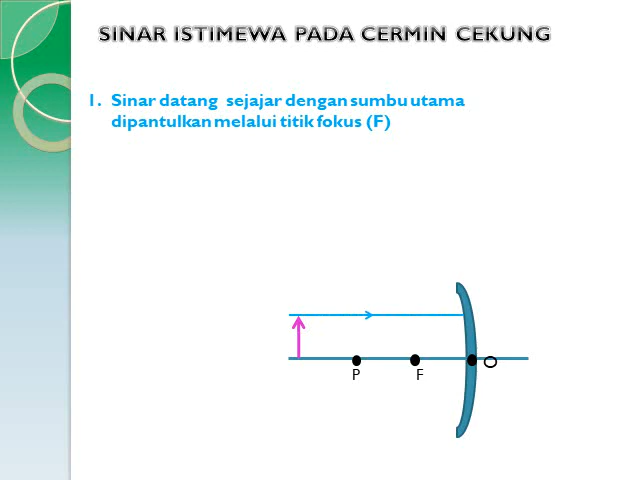 SINAR ISTIMEWA PADA CERMIN CEKUNG
1. Sinar datang sejajar dengan sumbu utama
dipantulkan melalui titik fokus (F)
P F O